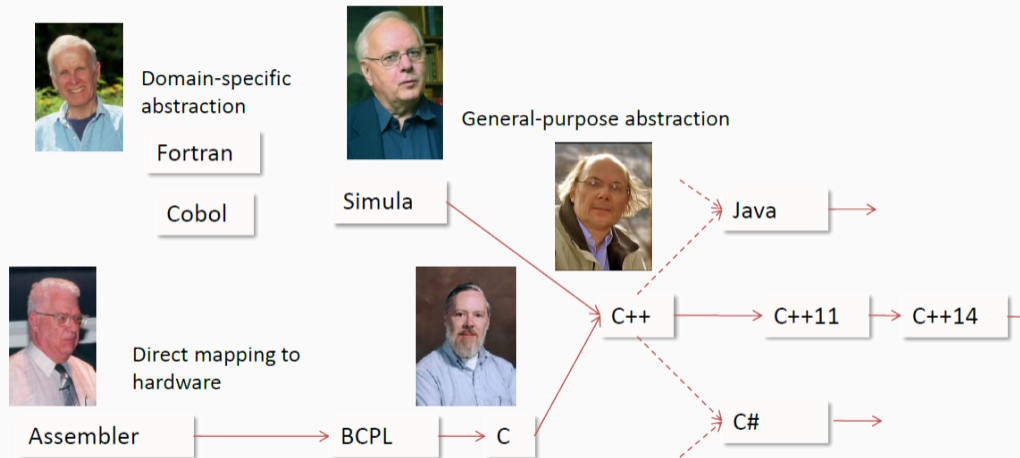 Domain-specific
abstraction
Fortran
Cobol
General-purpose abstraction
Simula
Java
C++
C++11
C++14
Direct mapping to
hardware
Assembler
BCPL
C
C#